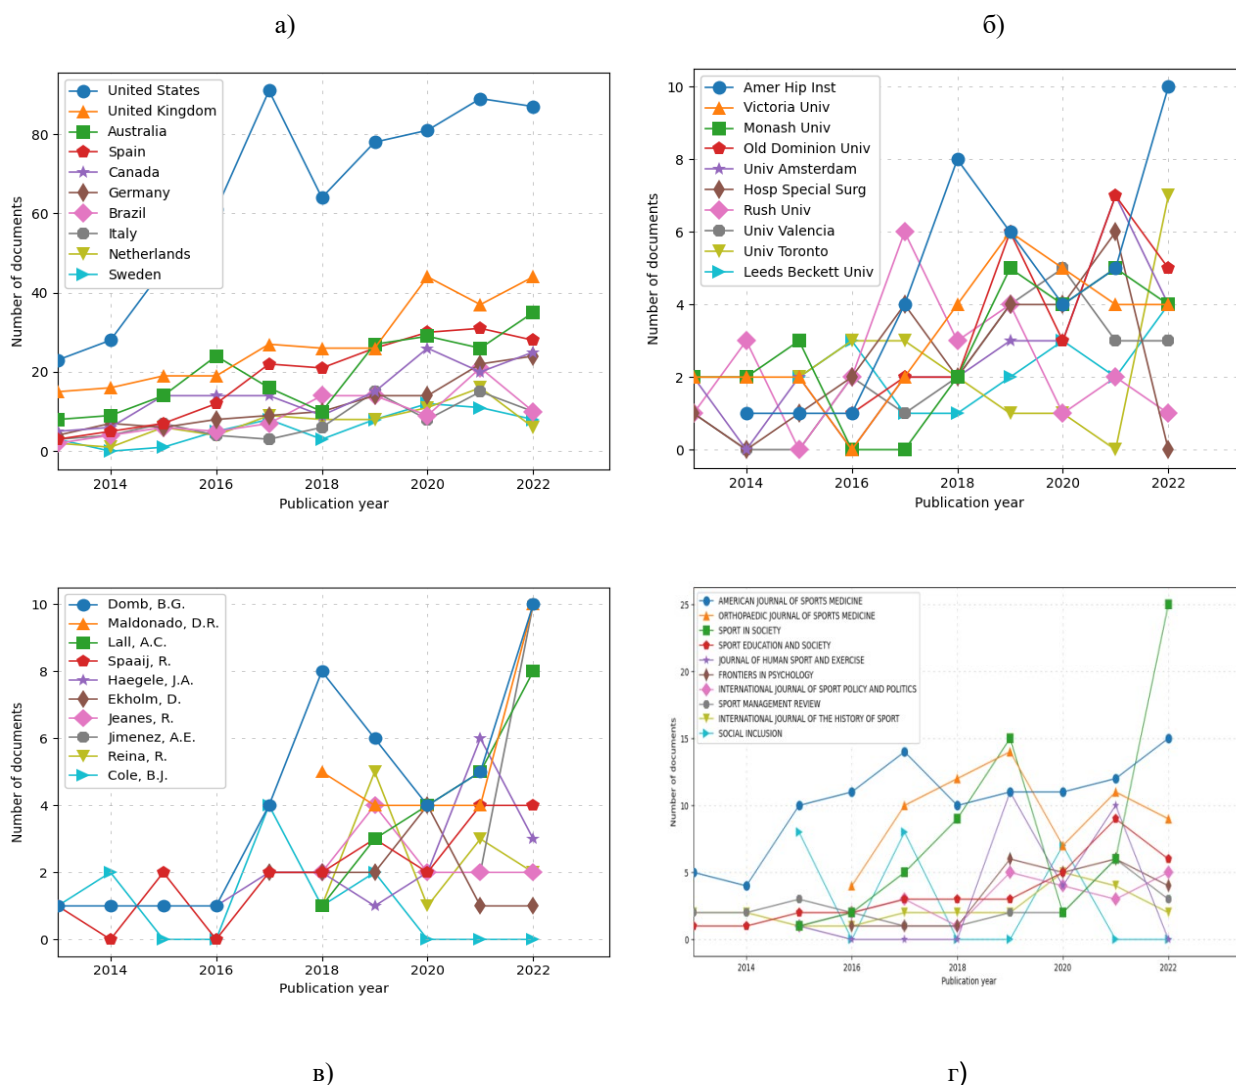 а)
б)
United States
United Kingdom
Australia
Spain
Canada
Germany
Brazil
Italy
Netherlands
Sweden
Number of documents
80
60
40
20
0
2014 2016 2018 2020 2022
Publication year
Amer Hip Inst
Victoria Univ
Monash Univ
Old Dominion Univ
Univ Amsterdam
Hosp Special Surg
Rush Univ
Univ Valencia
Univ Toronto
Leeds Beckett Univ
Number of documents
10
8
6
4
2
0
2014 2016 2018 2020 2022
Publication year
Domb, B.G.
Maldonado, D.R.
Lall, A.C.
Spaaij, R.
Haegele, J.A.
Ekholm, D.
Jeanes, R.
Jimenez, A.E.
Reina, R.
Cole, B.J.
Number of documents
10
8
6
4
2
0
2014 2016 2018 2020 2022
Publication year
AMERICAN JOURNAL OF SPORTS MEDICINE
ORTHOPAEDIC JOURNAL OF SPORTS MEDICINE
SPORT IN SOCIETY
SPORT EDUCATION AND SOCIETY
JOURNAL OF HUMAN SPORT AND EXERCISE
FRONTIERS IN PSYCHOLOGY
INTERNATIONAL JOURNAL OF SPORT POLICY AND POLITICS
SPORT MANAGEMENT REVIEW
INTERNATIONAL JOURNAL OF THE HISTORY OF SPORT
SOCIAL INCLUSION
Number of documents
25
20
15
10
5
0
2014 2016 2018 2020 2022
Publication year
в)
г)